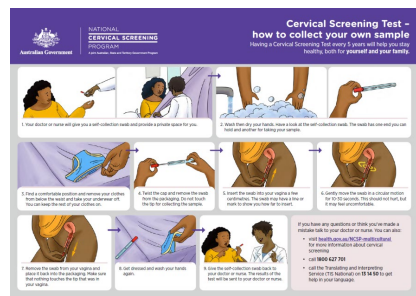 Australian Government
NATIONAL
CERVICAL SCREENING
PROGRAM
A joint Australian, State and Territory Government Program
Cervical Screening Test –
how to collect your own sample
Having a Cervical Screening Test every 5 years will help you stay
healthy, both for yourself and your family.
1. Your doctor or nurse will give you a self-collection swab and provide a private space for you.
2. Wash then dry your hands. Have a look at the self-collection swab. The swab has one end you can
hold and another for taking your sample.
3. Find a comfortable position and remove your clothes
from below the waist and take your underwear off.
You can keep the rest of your clothes on.
4. Twist the cap and remove the swab
from the packaging. Do not touch
the tip for collecting the sample.
5. Insert the swab into your vagina a few
centimetres. The swab may have a line or
mark to show you how far to insert.
6. Gently move the swab in a circular motion
for 10-30 seconds. This should not hurt, but
it may feel uncomfortable.
7. Remove the swab from your vagina and
place it back into the packaging. Make sure
that nothing touches the tip that was in
your vagina.
8. Get dressed and wash your hands
again.
9. Give the self-collection swab back to
your doctor or nurse. The results of the
test will be sent to your doctor or nurse.
If you have any questions or think you've made a
mistake talk to your doctor or nurse. You can also:
• visit health.gov.au/NCSP-multicultural
for more information about cervical
screening
• call 1800 627 701
• call the Translating and Interpreting
Service (TIS National) on 13 14 50 to get
help in your language.